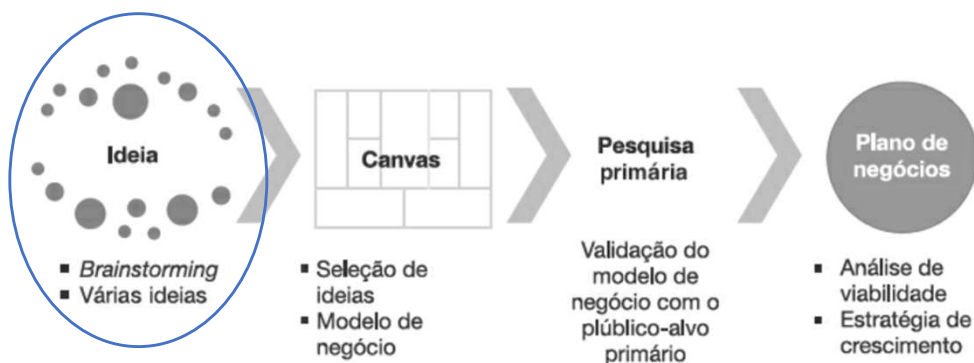 Ideia
■ Brainstorming
■ Várias ideias
Canvas
■ Seleção de
ideias
■ Modelo de
negócio
Pesquisa
primária
Validação do
modelo de
negócio com o
plúblico-alvo
primário
Plano de
negócios
■ Análise de
viabilidade
■ Estratégia de
crescimento